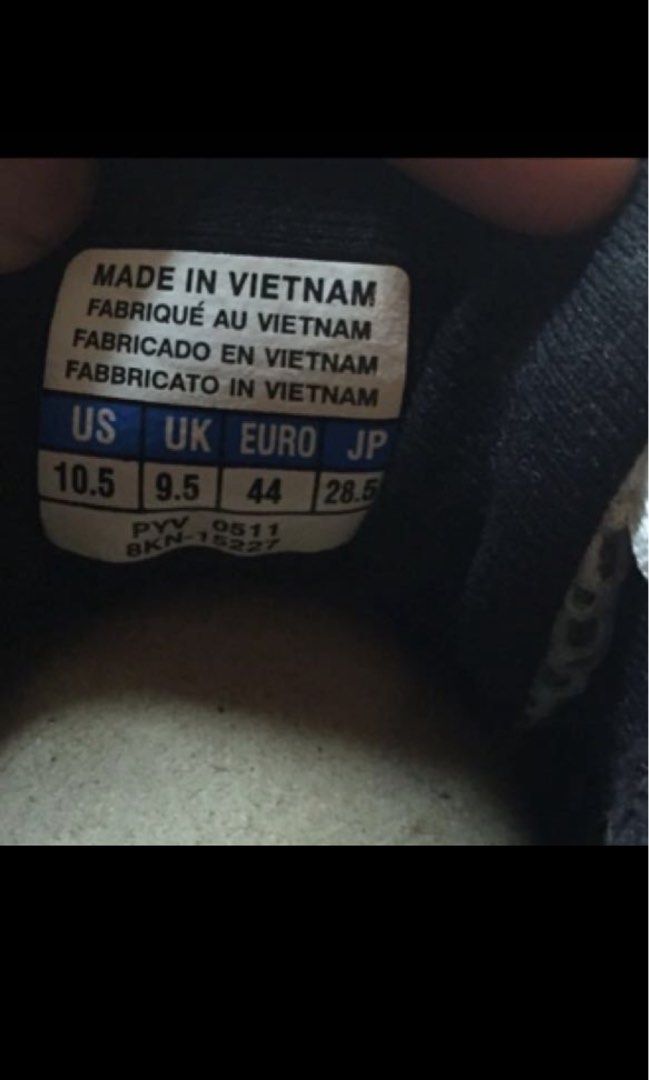 MADE IN VIETNAM
FABRIQUÉ AU VIETNAM
FABRICADO EN VIETNAM
FABBRICATO IN VIETNAM
US UK EURO JP
10.5 9.5 44 28.5
PYV 0511
8KN-15227